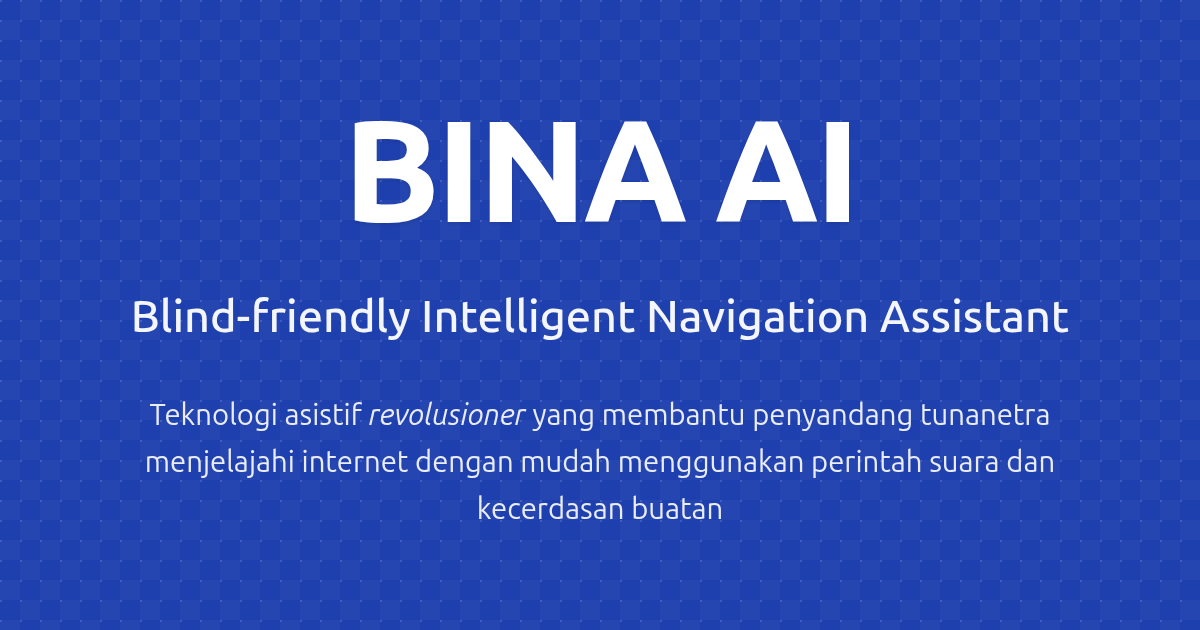 BINA AI
Blind-friendly Intelligent Navigation Assistant
Teknologi asistif revolusioner yang membantu penyandang tunanetra
menjelajahi internet dengan mudah menggunakan perintah suara dan
kecerdasan buatan